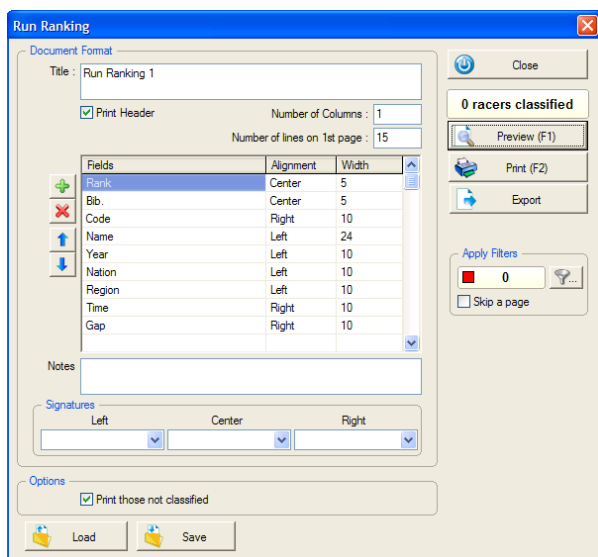 Run Ranking
Document Format
Title : Run Ranking 1
Print Header
Number of Columns : 1
Number of lines on 1st page : 15
Fields Alignment Width
Rank Center 5
Bib. Center 5
Code Right 10
Name Left 24
Year Left 10
Nation Left 10
Region Left 10
Time Right 10
Gap Right 10
Notes
Signatures
Left Center Right
Options
Print those not classified
Load Save
Close
0 racers classified
Preview (F1)
Print (F2)
Export
Apply Filters
0 ...
Skip a page